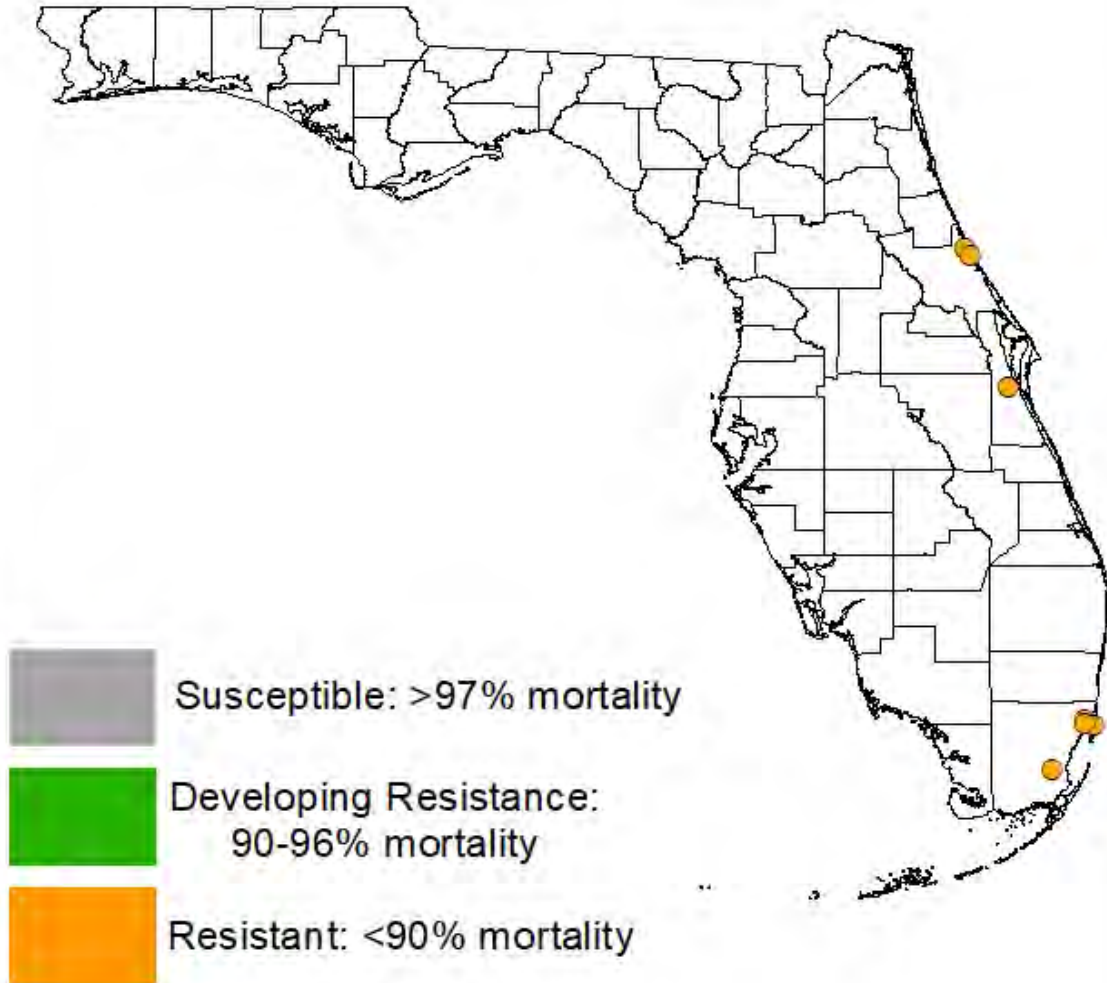 Susceptible: >97% mortality
Developing Resistance:
90-96% mortality
Resistant: <90% mortality